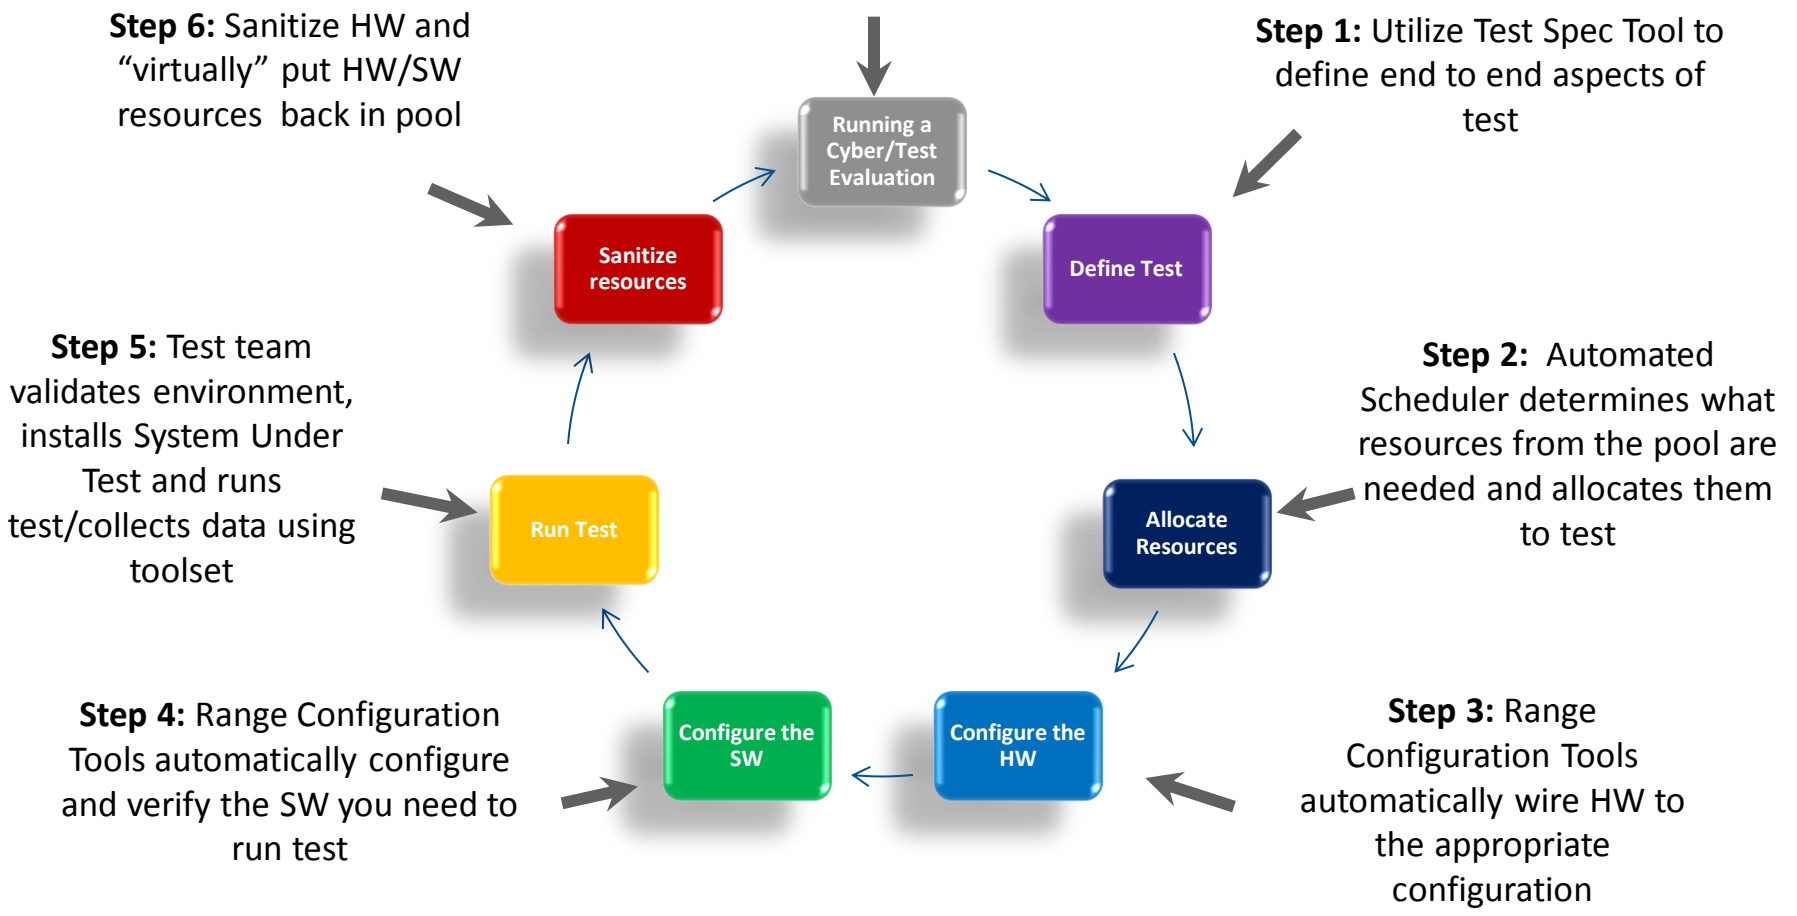 Step 6: Sanitize HW and
“virtually” put HW/SW
resources  back in pool
Running a
Cyber/Test
Evaluation
Step 1: Utilize Test Spec Tool to
define end to end aspects of
test
Sanitize
resources
Define Test
Step 5: Test team
validates environment,
installs System Under
Test and runs
test/collects data using
toolset
Step 2:  Automated
Scheduler determines what
resources from the pool are
needed and allocates them
to test
Run Test
Allocate
Resources
Step 4: Range Configuration
Tools automatically configure
and verify the SW you need to
run test
Configure the
SW
Configure the
HW
Step 3: Range
Configuration Tools
automatically wire HW to
the appropriate
configuration